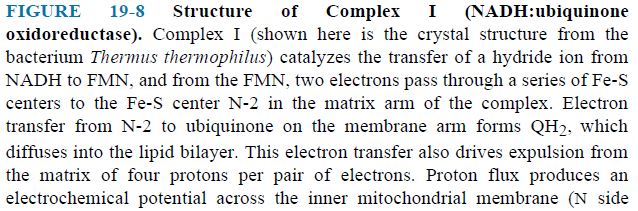 FIGURE 19-8 Structure of Complex I (NADH:ubiquinone
oxidoreductase). Complex I (shown here is the crystal structure from the
bacterium Thermus thermophilus) catalyzes the transfer of a hydride ion from
NADH to FMN, and from the FMN, two electrons pass through a series of Fe-S
centers to the Fe-S center N-2 in the matrix arm of the complex. Electron
transfer from N-2 to ubiquinone on the membrane arm forms QH₂, which
diffuses into the lipid bilayer. This electron transfer also drives expulsion from
the matrix of four protons per pair of electrons. Proton flux produces an
electrochemical potential across the inner mitochondrial membrane (N side